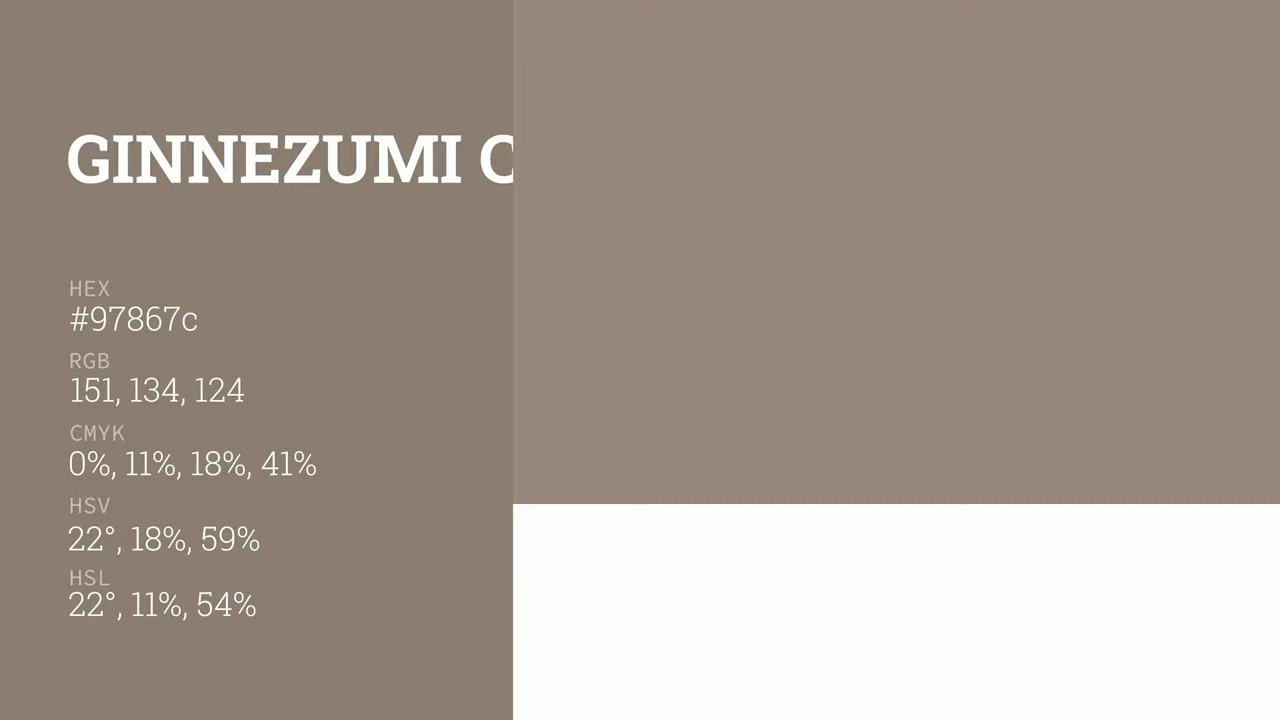 GINNEZUMI C
HEX
#97867c
RGB
151, 134, 124
CMYK
0%, 11%, 18%, 41%
HSV
22°, 18%, 59%
HSL
22°, 11%, 54%